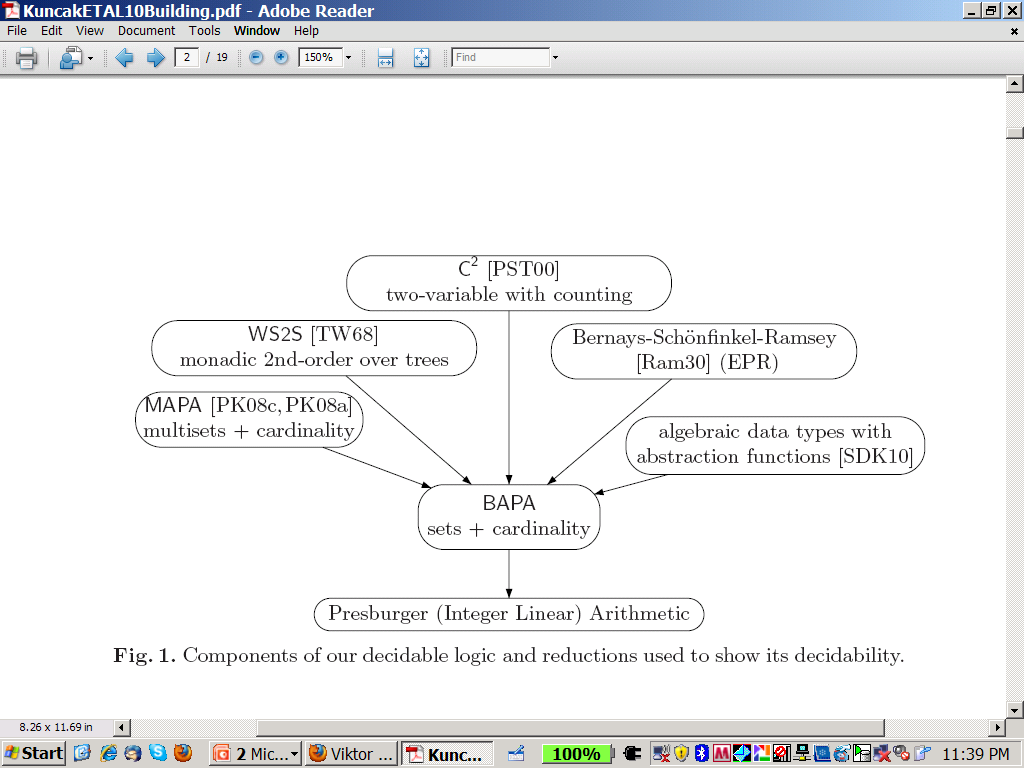 KuncakETAL10Building.pdf - Adobe Reader
File Edit View Document Tools Window Help
2 / 19 150% Find
C² [PST00]
two-variable with counting
WS2S [TW68]
monadic 2nd-order over trees
Bernays-Schönfinkel-Ramsey
[Ram30] (EPR)
MAPA [PK08c, PK08a]
multisets + cardinality
algebraic data types with
abstraction functions [SDK10]
BAPA
sets + cardinality
Presburger (Integer Linear) Arithmetic
Fig. 1. Components of our decidable logic and reductions used to show its decidability.
8.26 x 11.69 in
Start 2 Mic... Viktor ... Kunc... 100% 11:39 PM